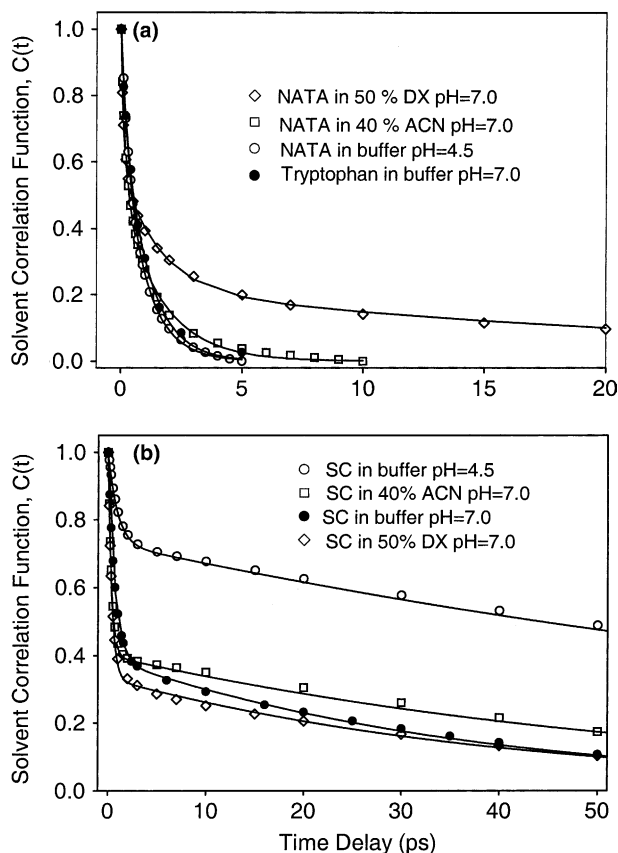 (a)
Solvent Correlation Function, C(t)
1.0
0.8
0.6
0.4
0.2
0.0
NATA in 50 % DX pH=7.0
NATA in 40 % ACN pH=7.0
NATA in buffer pH=4.5
Tryptophan in buffer pH=7.0
0 5 10 15 20
(b)
Solvent Correlation Function, C(t)
1.0
0.8
0.6
0.4
0.2
0.0
SC in buffer pH=4.5
SC in 40% ACN pH=7.0
SC in buffer pH=7.0
SC in 50% DX pH=7.0
0 10 20 30 40 50
Time Delay (ps)